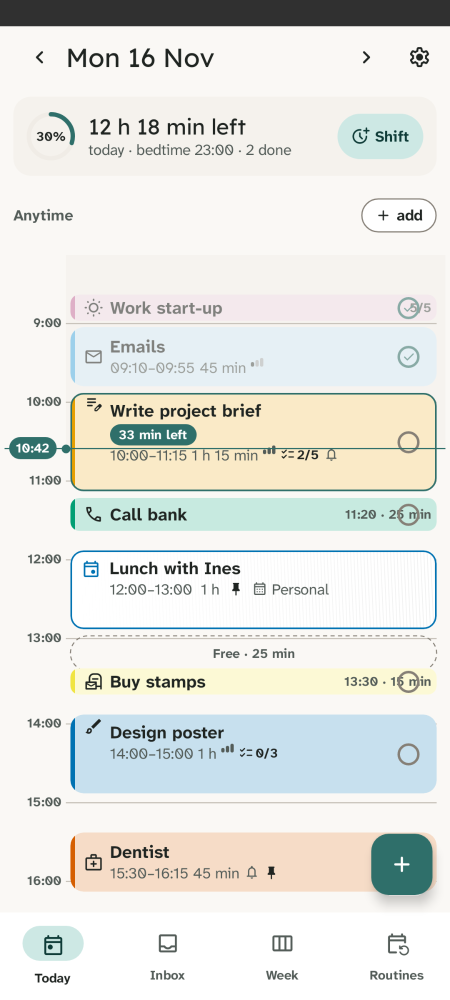 Mon 16 Nov
30%
12 h 18 min left
today · bedtime 23:00 · 2 done
Shift
Anytime
+ add
Work start-up
5/5
9:00
Emails
09:10–09:55 45 min
10:00
Write project brief
33 min left
10:42
10:00–11:15 1 h 15 min 2/5
11:00
Call bank
11:20 · 25 min
12:00
Lunch with Ines
12:00–13:00 1 h Personal
13:00
Free · 25 min
Buy stamps
13:30 · 15 min
14:00
Design poster
14:00–15:00 1 h 0/3
15:00
Dentist
15:30–16:15 45 min
16:00
Today
Inbox
Week
Routines